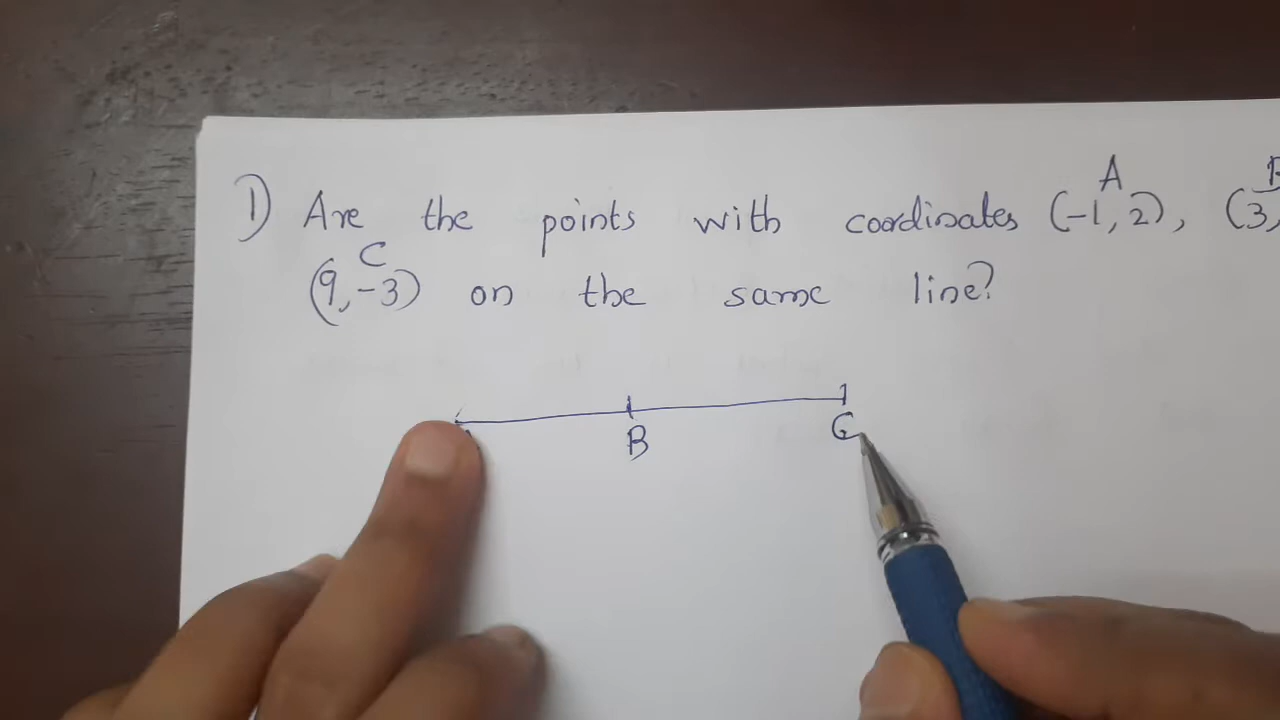 A
1) Are the points with coordinates (-1, 2), (3,
C
(9, -3) on the same line?
B C